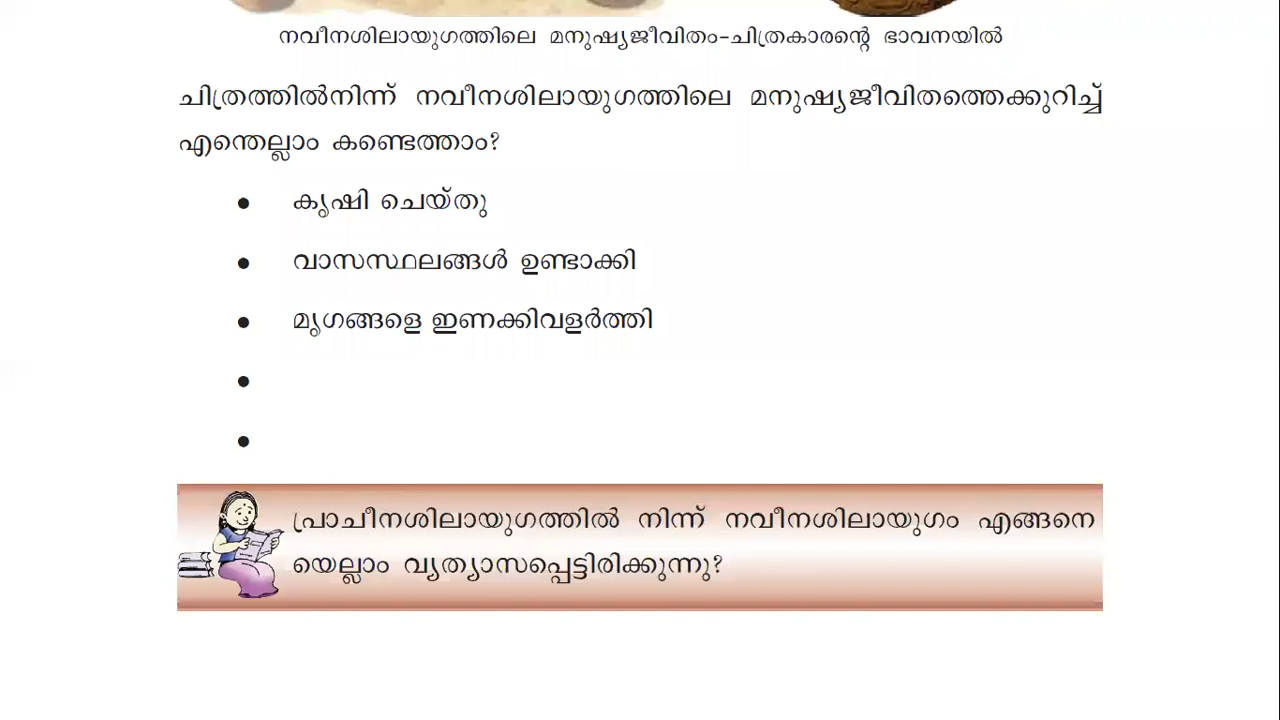 നവീനശിലായുഗത്തിലെ മനുഷ്യജീവിതം-ചിത്രകാരന്റെ ഭാവനയിൽ
ചിത്രത്തിൽനിന്ന് നവീനശിലായുഗത്തിലെ മനുഷ്യജീവിതത്തെക്കുറിച്ച്
എന്തെല്ലാം കണ്ടെത്താം?
● കൃഷി ചെയ്തു
● വാസസ്ഥലങ്ങൾ ഉണ്ടാക്കി
● മൃഗങ്ങളെ ഇണക്കിവളർത്തി
●
●
പ്രാചീനശിലായുഗത്തിൽ നിന്ന് നവീനശിലായുഗം എങ്ങനെ
യെല്ലാം വ്യത്യാസപ്പെട്ടിരിക്കുന്നു?